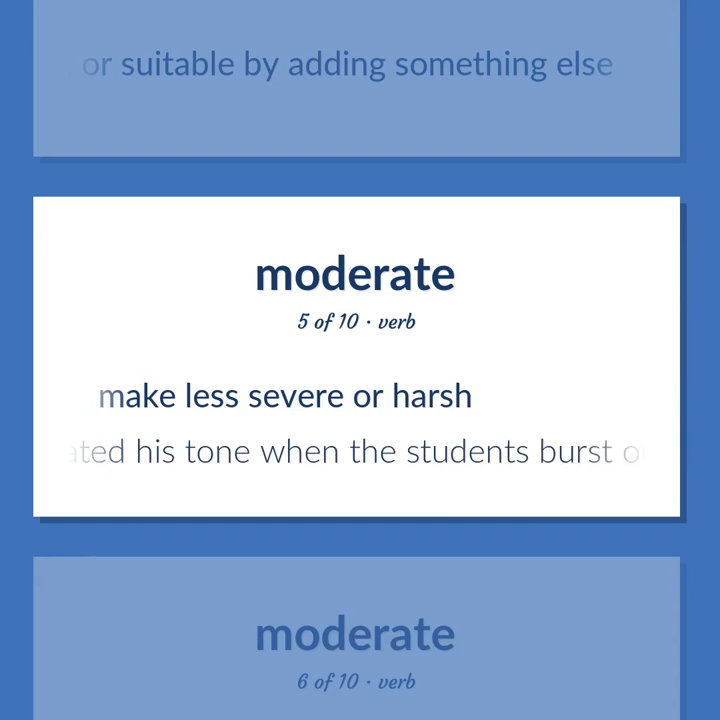 or suitable by adding something else
moderate
5 of 10 · verb
make less severe or harsh
ated his tone when the students burst o
moderate
6 of 10 · verb